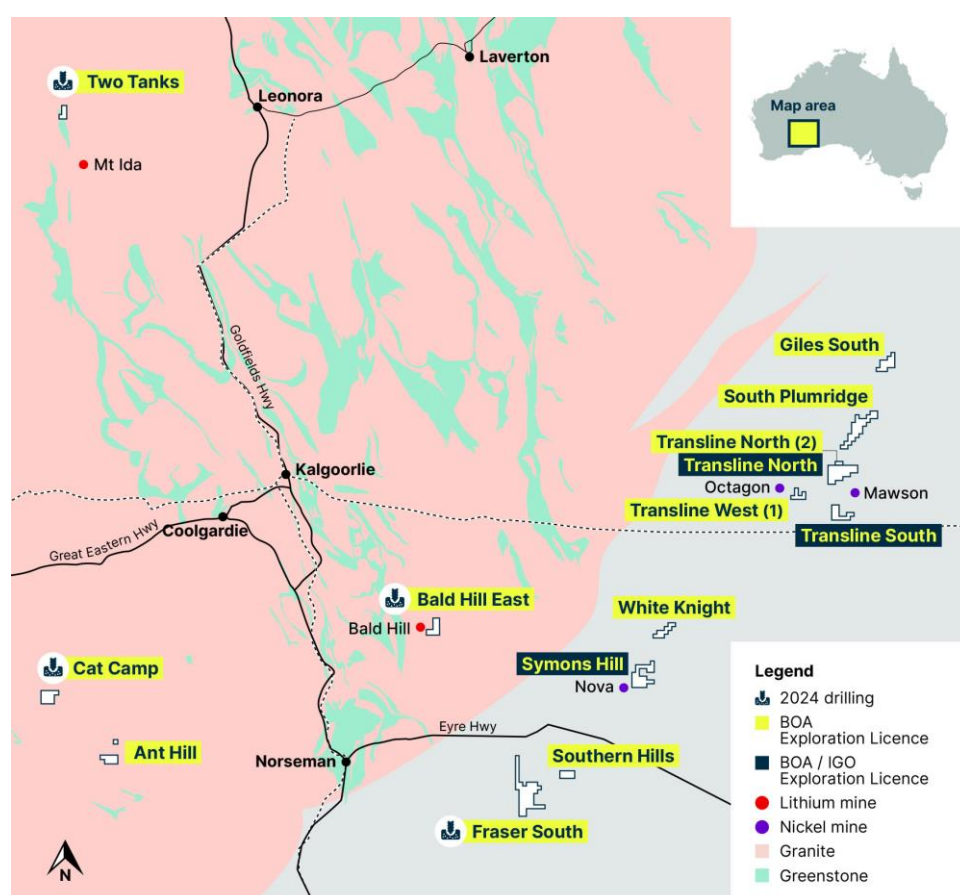 Two Tanks
Laverton
Leonora
Mt Ida
Map area
Goldfields Hwy
Giles South
South Plumridge
Transline North (2)
Transline North
Kalgoorlie
Octagon
Mawson
Transline West (1)
Coolgardie
Great Eastern Hwy
Transline South
Bald Hill East
White Knight
Bald Hill
Cat Camp
Symons Hill
Nova
Eyre Hwy
Ant Hill
Norseman
Southern Hills
Fraser South
N
Legend
2024 drilling
BOA
Exploration Licence
BOA / IGO
Exploration Licence
Lithium mine
Nickel mine
Granite
Greenstone